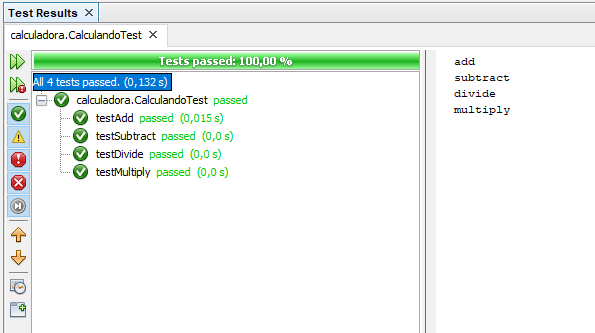 Test Results
calculadora.CalculandoTest
Tests passed: 100,00 %
All 4 tests passed. (0,132 s)
calculadora.CalculandoTest passed
testAdd passed (0,015 s)
testSubtract passed (0,0 s)
testDivide passed (0,0 s)
testMultiply passed (0,0 s)
add
subtract
divide
multiply